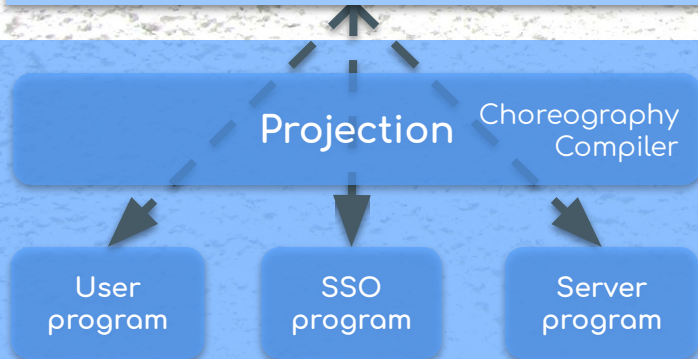 Projection
Choreography
Compiler
User
program
SSO
program
Server
program